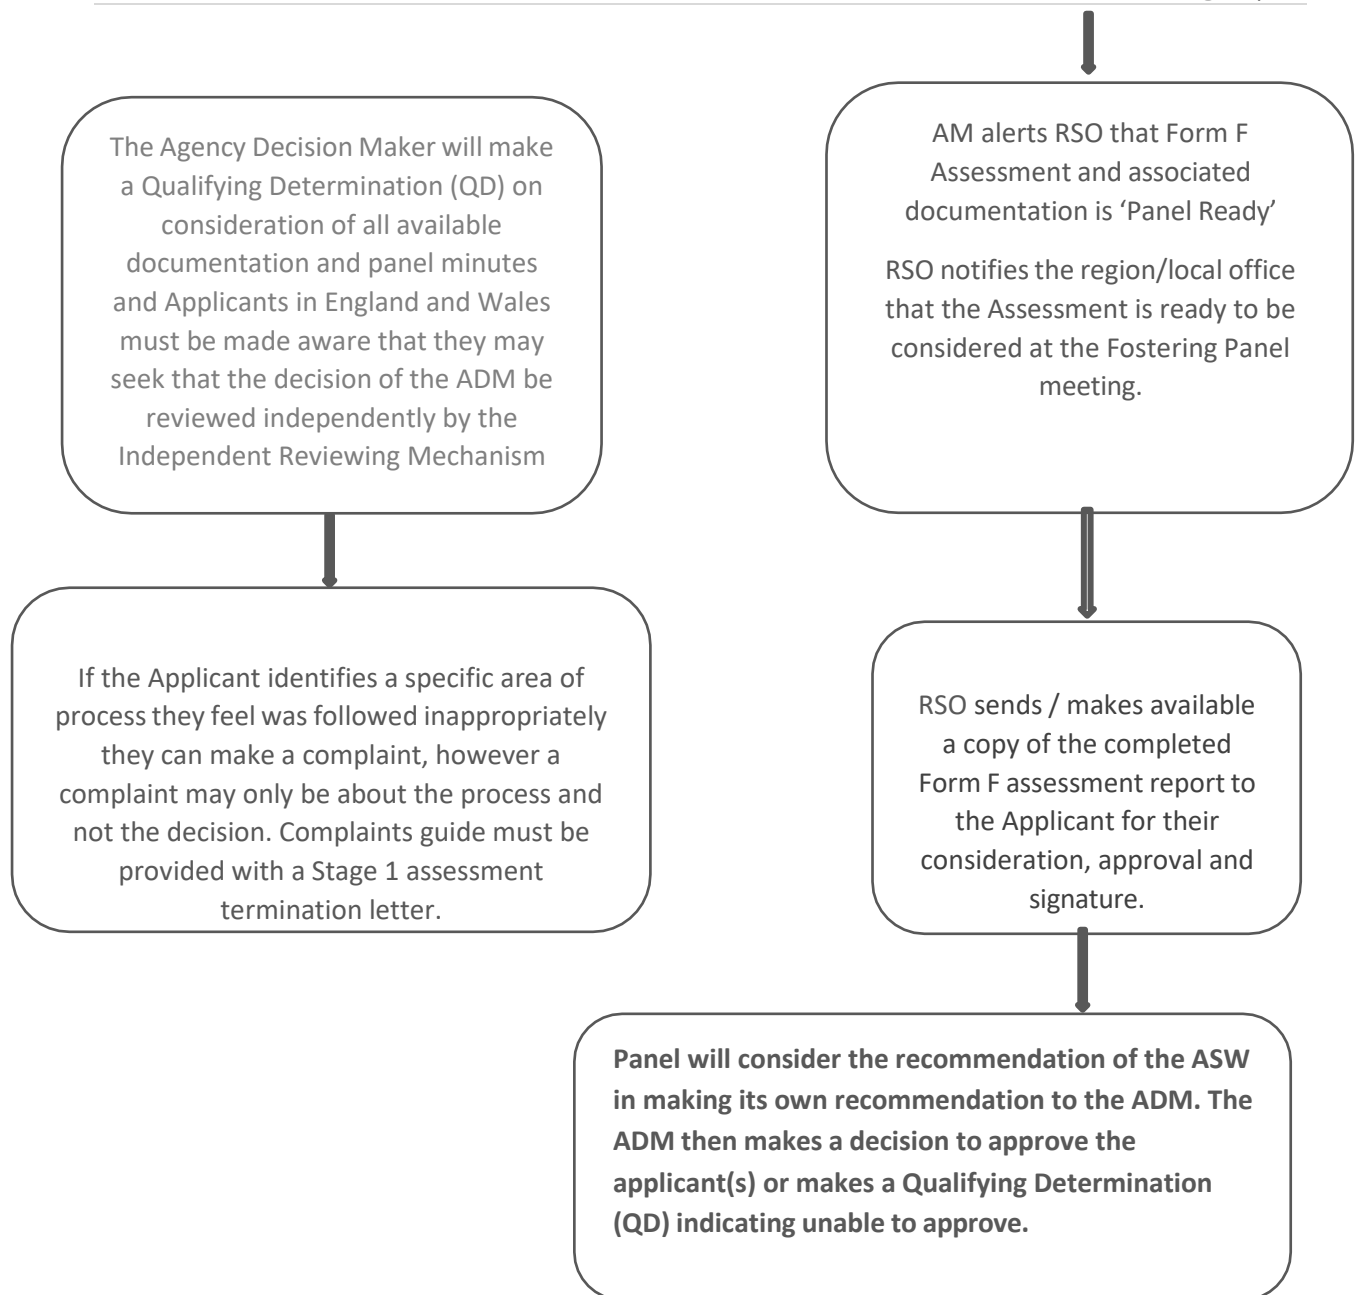 The Agency Decision Maker will make
a Qualifying Determination (QD) on
consideration of all available
documentation and panel minutes
and Applicants in England and Wales
must be made aware that they may
seek that the decision of the ADM be
reviewed independently by the
Independent Reviewing Mechanism
If the Applicant identifies a specific area of
process they feel was followed inappropriately
they can make a complaint, however a
complaint may only be about the process and
not the decision. Complaints guide must be
provided with a Stage 1 assessment
termination letter.
AM alerts RSO that Form F
Assessment and associated
documentation is ‘Panel Ready’
RSO notifies the region/local office
that the Assessment is ready to be
considered at the Fostering Panel
meeting.
RSO sends / makes available
a copy of the completed
Form F assessment report to
the Applicant for their
consideration, approval and
signature.
Panel will consider the recommendation of the ASW
in making its own recommendation to the ADM. The
ADM then makes a decision to approve the
applicant(s) or makes a Qualifying Determination
(QD) indicating unable to approve.